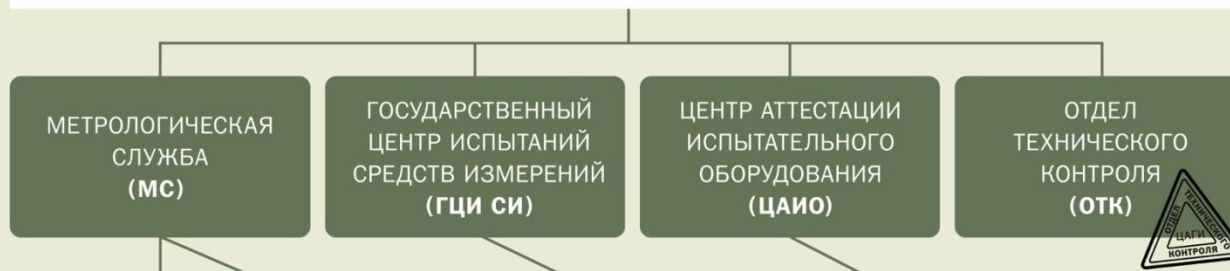 МЕТРОЛОГИЧЕСКАЯ
СЛУЖБА
(МС)
ГОСУДАРСТВЕННЫЙ
ЦЕНТР ИСПЫТАНИЙ
СРЕДСТВ ИЗМЕРЕНИЙ
(ГЦИ СИ)
ЦЕНТР АТТЕСТАЦИИ
ИСПЫТАТЕЛЬНОГО
ОБОРУДОВАНИЯ
(ЦАИО)
ОТДЕЛ
ТЕХНИЧЕСКОГО
КОНТРОЛЯ
(ОТК)
ОТДЕЛ
ТЕХНИЧЕСКОГО
КОНТРОЛЯ
ЦАГИ